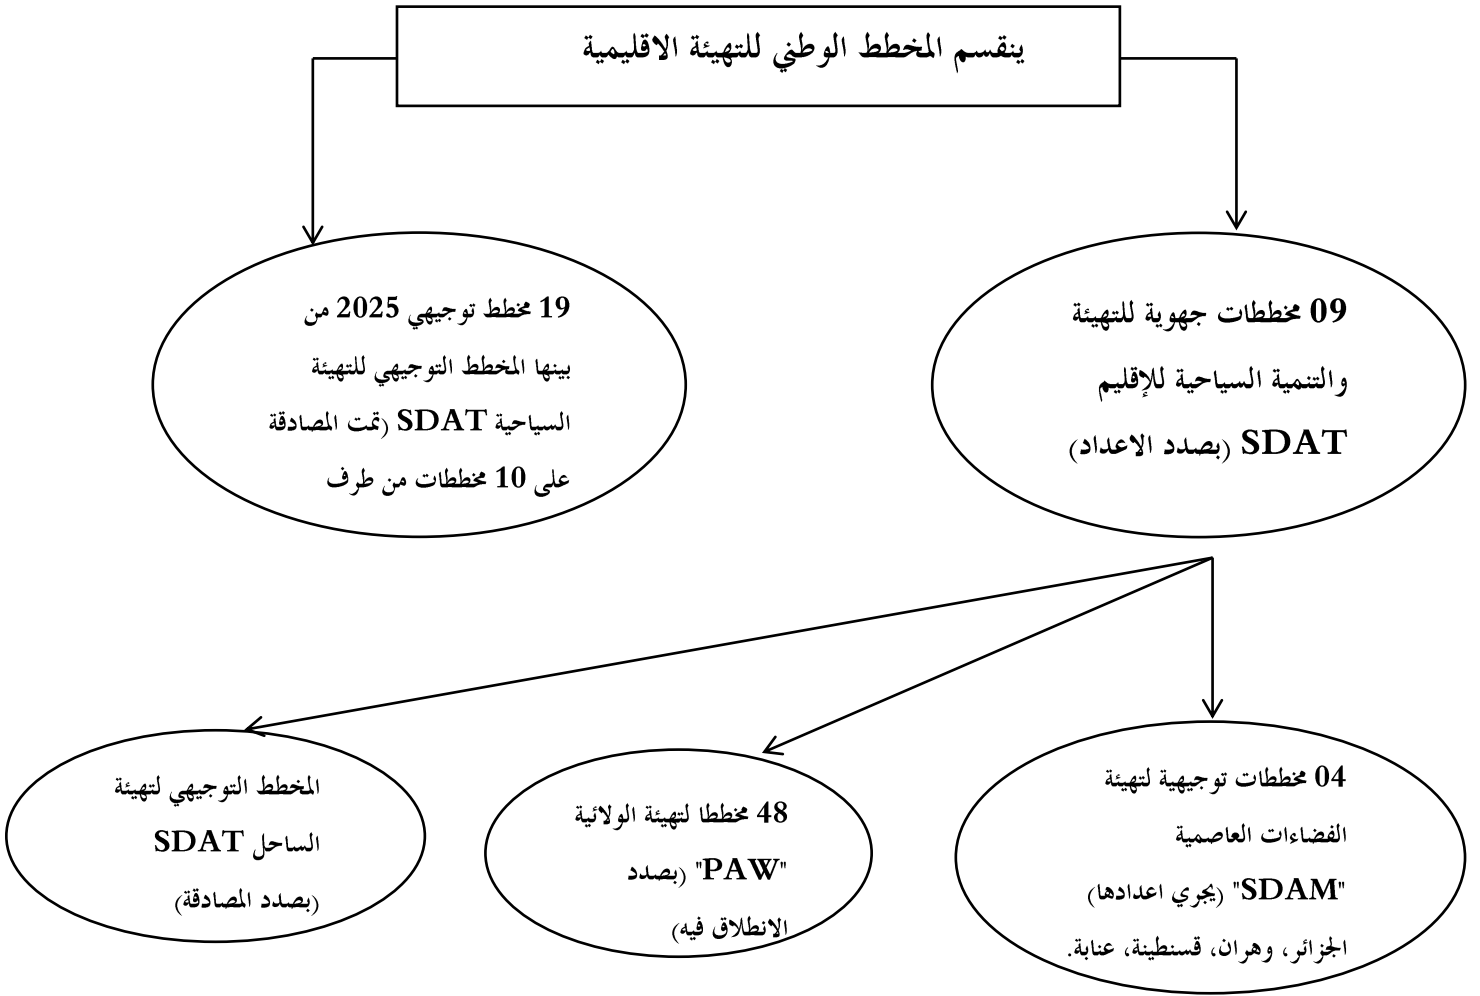 ينقسم المخطط الوطني للتهيئة الاقليمية
09 مخططات جهوية للتهيئة
والتنمية السياحية للإقليم
SDAT (بصدد الاعداد)
19 مخطط توجيهي 2025 من
بينها المخطط التوجيهي للتهيئة
السياحية SDAT (تمت المصادقة
على 10 مخططات من طرف
04 مخططات توجيهية لتهيئة
الفضاءات العاصمية
"SDAM" (يجري اعدادها)
الجزائر، وهران، قسنطينة، عنابة.
48 مخططا لتهيئة الولائية
"PAW" (بصدد
الانطلاق فيه)
المخطط التوجيهي لتهيئة
الساحل SDAT
(بصدد المصادقة)